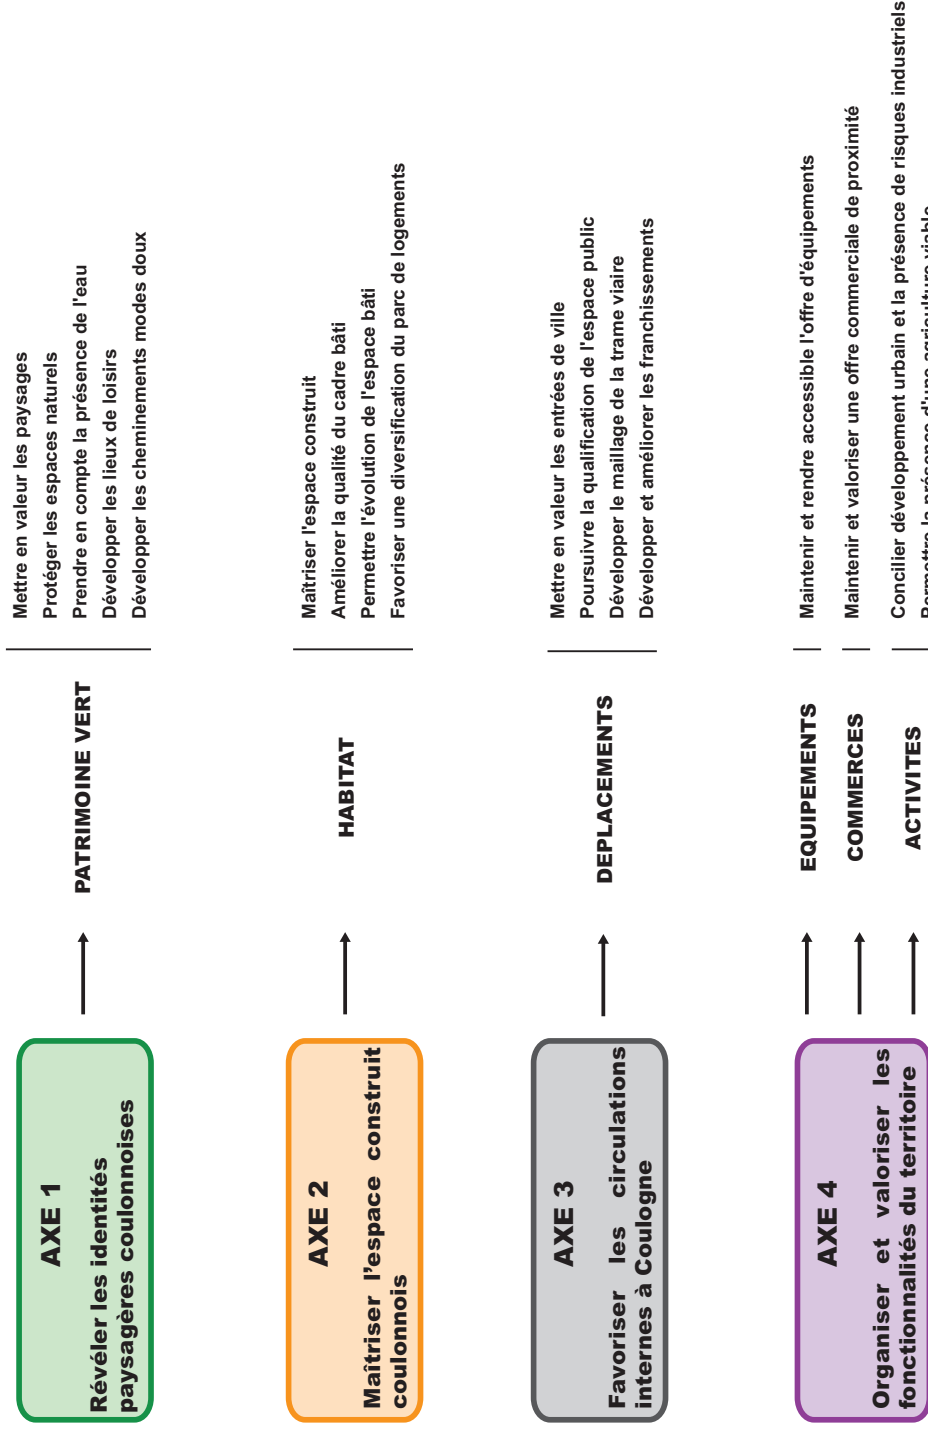 AXE 1
Révéler les identités
paysagères coulonnoises
PATRIMOINE VERT
Mettre en valeur les paysages
Protéger les espaces naturels
Prendre en compte la présence de l'eau
Développer les lieux de loisirs
Développer les cheminements modes doux
AXE 2
Maîtriser l'espace construit
coulonnois
HABITAT
Maîtriser l'espace construit
Améliorer la qualité du cadre bâti
Permettre l'évolution de l'espace bâti
Favoriser une diversification du parc de logements
AXE 3
Favoriser les circulations
internes à Coulogne
DEPLACEMENTS
Mettre en valeur les entrées de ville
Poursuivre la qualification de l'espace public
Développer le maillage de la trame viaire
Développer et améliorer les franchissements
AXE 4
Organiser et valoriser les
fonctionnalités du territoire
EQUIPEMENTS
Maintenir et rendre accessible l'offre d'équipements
COMMERCES
Maintenir et valoriser une offre commerciale de proximité
ACTIVITES
Concilier développement urbain et la présence de risques industriels
Permettre la présence d'une agriculture viable